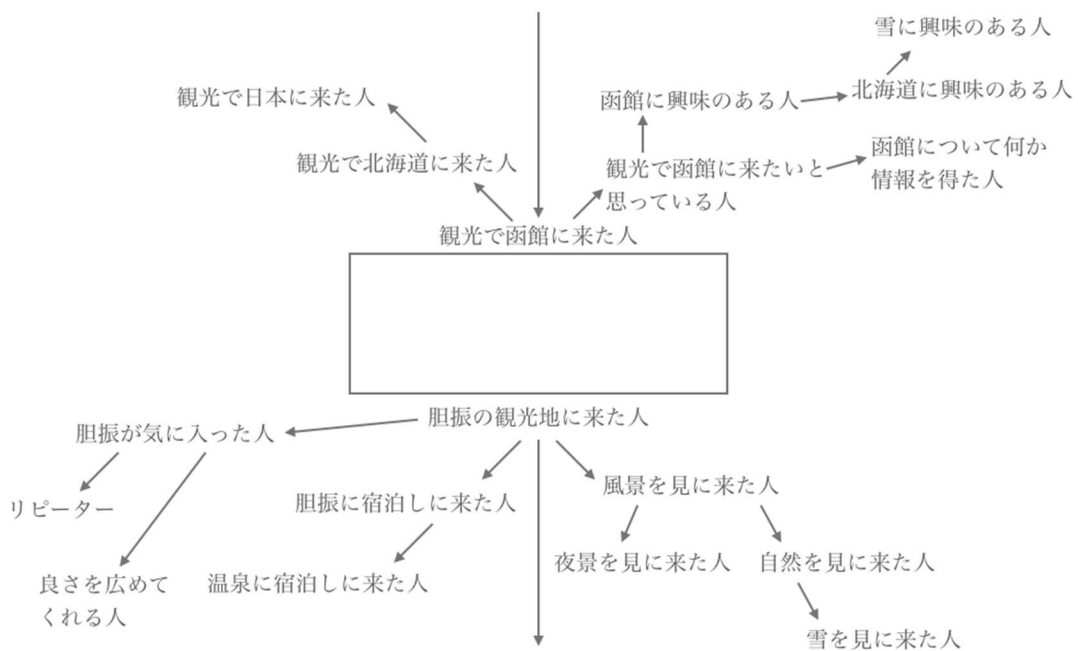 雪に興味のある人
観光で日本に来た人
函館に興味のある人
北海道に興味のある人
観光で北海道に来た人
観光で函館に来たいと
思っている人
函館について何か
情報を得た人
観光で函館に来た人
胆振の観光地に来た人
胆振が気に入った人
リピーター
胆振に宿泊しに来た人
風景を見に来た人
良さを広めて
くれる人
温泉に宿泊しに来た人
夜景を見に来た人
自然を見に来た人
雪を見に来た人